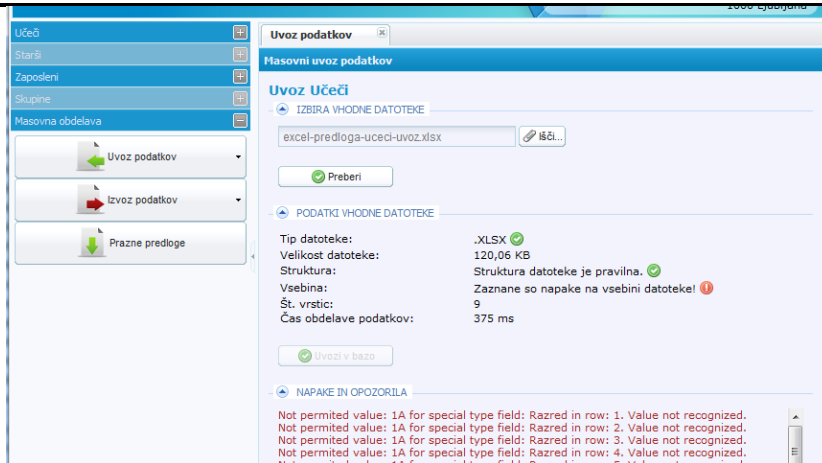 1000 Ljubljana
Učeči
Starši
Zaposleni
Skupine
Masovna obdelava
Uvoz podatkov
Izvoz podatkov
Prazne predloge
Uvoz podatkov
Masovni uvoz podatkov
Uvoz Učeči
IZBIRA VHODNE DATOTEKE
excel-predloga-uceci-uvoz.xlsx Išči...
Preberi
PODATKI VHODNE DATOTEKE
Tip datoteke: .XLSX
Velikost datoteke: 120,06 KB
Struktura: Struktura datoteke je pravilna.
Vsebina: Zaznane so napake na vsebini datoteke!
Št. vrstic: 9
Čas obdelave podatkov: 375 ms
Uvozi v bazo
NAPAKE IN OPOZORILA
Not permited value: 1A for special type field: Razred in row: 1. Value not recognized.
Not permited value: 1A for special type field: Razred in row: 2. Value not recognized.
Not permited value: 1A for special type field: Razred in row: 3. Value not recognized.
Not permited value: 1A for special type field: Razred in row: 4. Value not recognized.